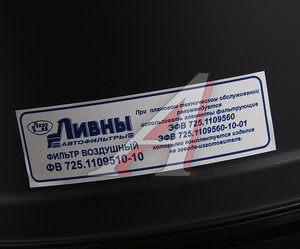 Ливны
АВТОФИЛЬТРЫ
ФИЛЬТР ВОЗДУШНЫЙ
ФВ 725.1109510-10
При плановом техническом обслуживании
рекомендуется
использовать элементы фильтрующие
ЭФВ 725.1109560
ЭФВ 725.1109560-10-01
которыми комплектуется изделие
на заводе-изготовителе.